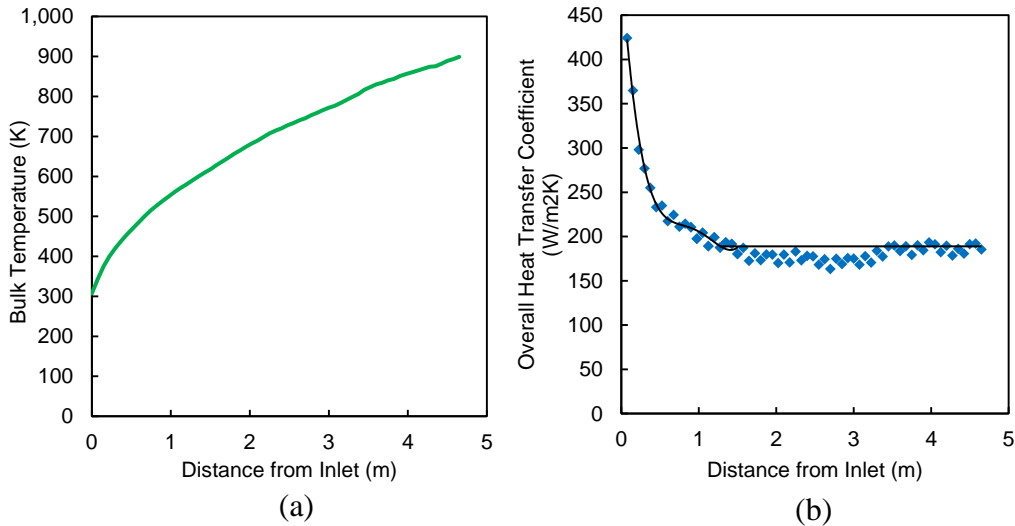 1,000
900
800
700
600
500
400
300
200
100
0
Bulk Temperature (K)
0 1 2 3 4 5
Distance from Inlet (m)
(a)
450
400
350
300
250
200
150
100
50
0
Overall Heat Transfer Coefficient
(W/m2K)
0 1 2 3 4 5
Distance from Inlet (m)
(b)